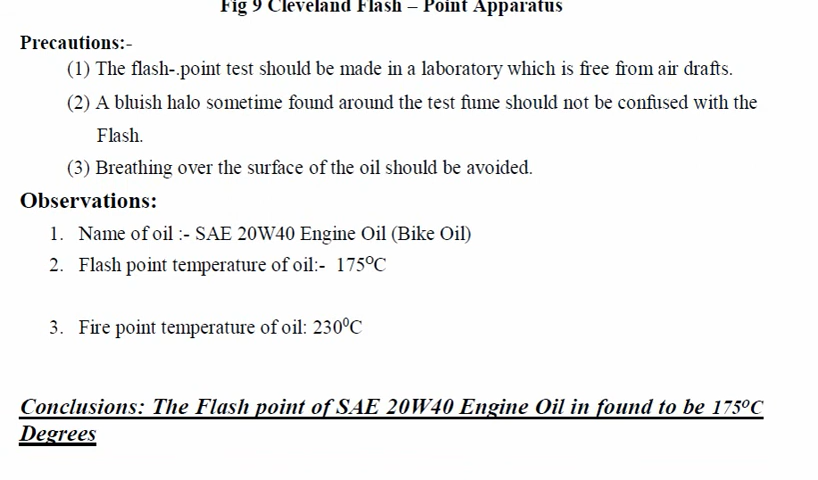 Fig 9 Cleveland Flash – Point Apparatus
Precautions:-
(1) The flash-.point test should be made in a laboratory which is free from air drafts.
(2) A bluish halo sometime found around the test fume should not be confused with the
Flash.
(3) Breathing over the surface of the oil should be avoided.
Observations:
1. Name of oil :- SAE 20W40 Engine Oil (Bike Oil)
2. Flash point temperature of oil:- 175⁰C
3. Fire point temperature of oil: 230⁰C
Conclusions: The Flash point of SAE 20W40 Engine Oil in found to be 175⁰C
Degrees